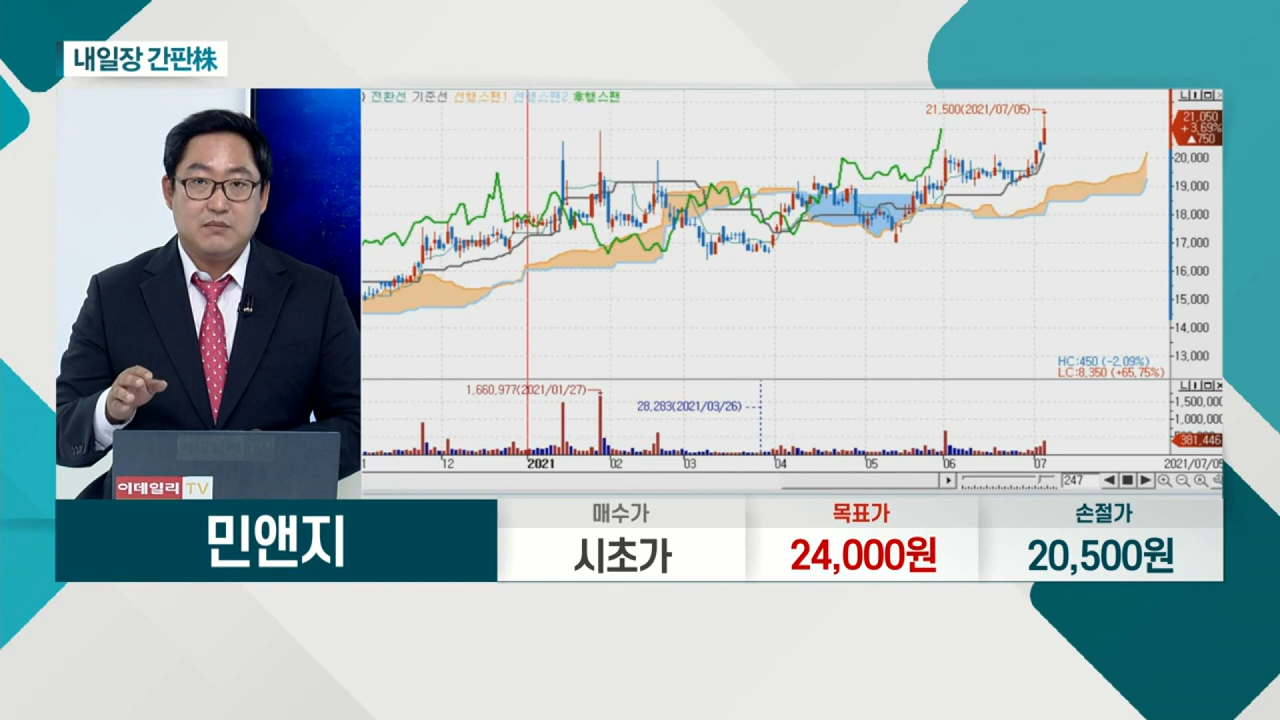 내일장 간판株
) 전환선 기준선 선행스팬1 선행스팬2 후행스팬
21,500(2021/07/05)
21,050
+3,69%
▲750
20,000
19,000
18,000
17,000
16,000
15,000
14,000
13,000
HC:450 (-2,09%)
LC:8,350 (+65,75%)
1,660,977(2021/01/27)
28,283(2021/03/26)
1,500,000
1,000,000
381,446
12 2021 02 03 04 05 06 07 2021/07/05
247
이데일리 TV
민앤지
매수가 목표가 손절가
시초가 24,000원 20,500원